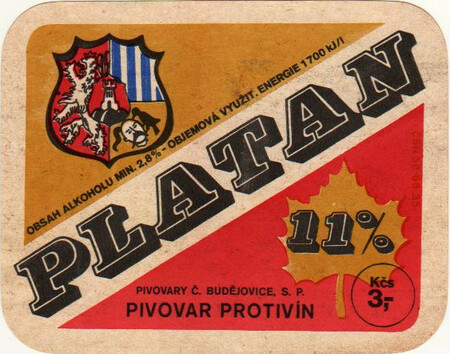 OBSAH ALKOHOLU MIN. 2,8% - OBJEMOVÁ VYUŽIT. ENERGIE 1700 kJ/l
PLATAN
11%
Kčs
3,-
PIVOVARY Č. BUDĚJOVICE, S. P.
PIVOVAR PROTIVÍN